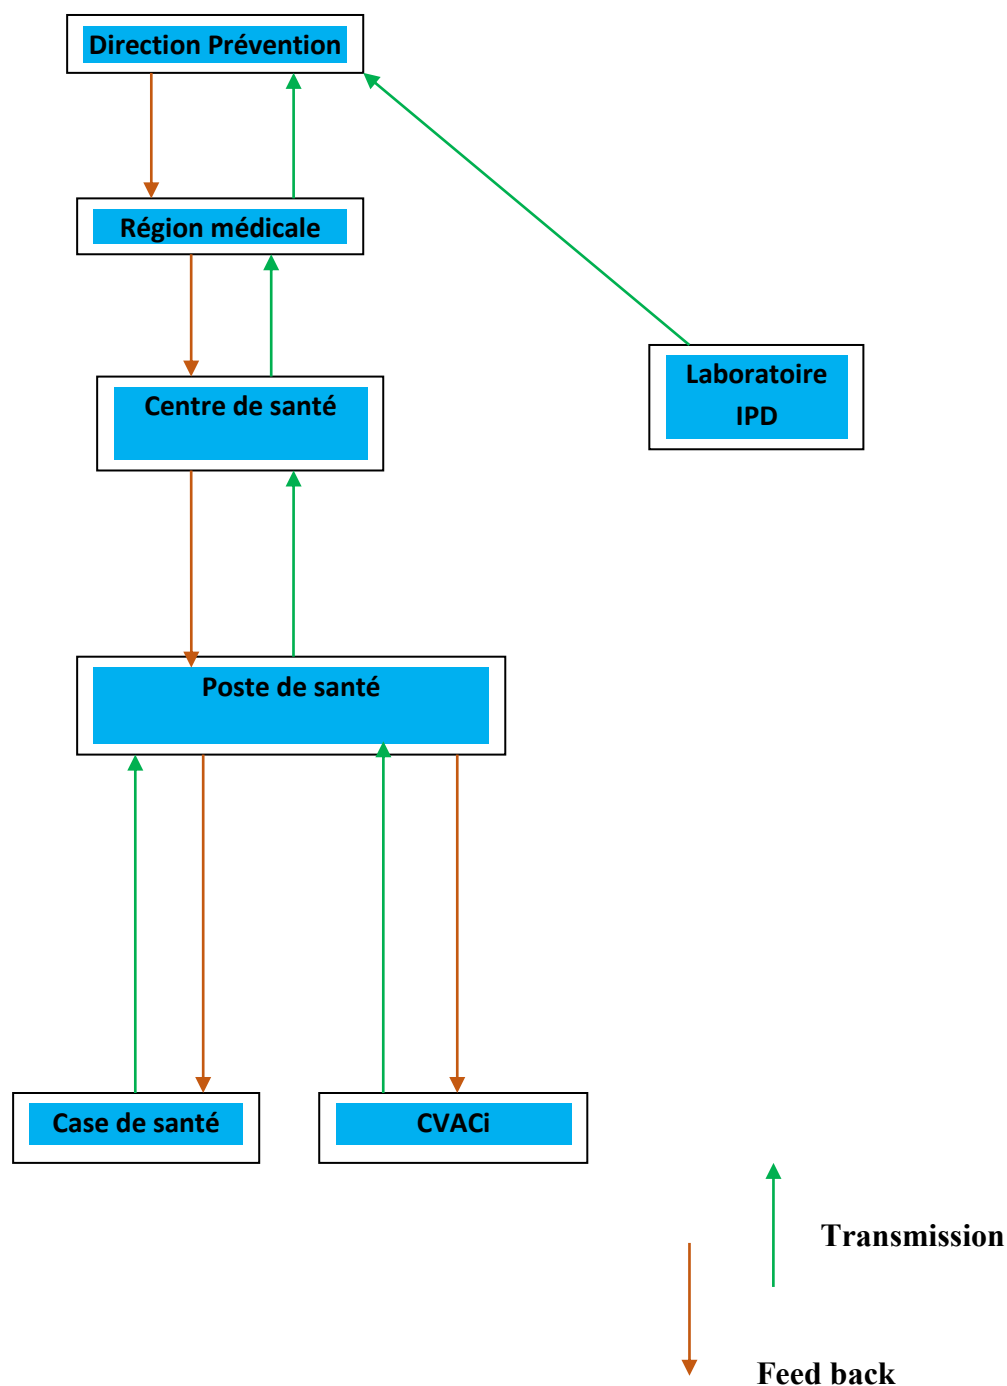 Direction Prévention
Région médicale
Centre de santé
Laboratoire
IPD
Poste de santé
Case de santé
CVACi
Transmission
Feed back